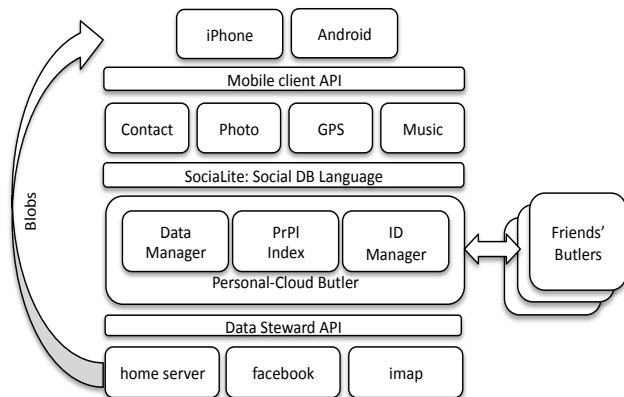 iPhone
Android
Mobile client API
Contact
Photo
GPS
Music
SociaLite: Social DB Language
Blobs
Data
Manager
PrPl
Index
ID
Manager
Personal-Cloud Butler
Friends'
Butlers
Data Steward API
home server
facebook
imap